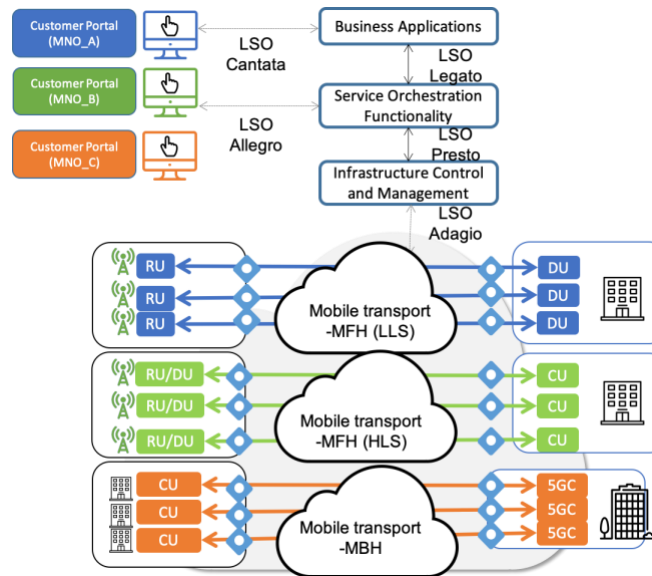 Customer Portal
(MNO_A)
LSO
Cantata
Business Applications
LSO
Legato
Customer Portal
(MNO_B)
Service Orchestration
Functionality
LSO
Allegro
LSO
Presto
Customer Portal
(MNO_C)
Infrastructure Control
and Management
LSO
Adagio
RU
DU
RU
DU
RU
DU
Mobile transport
-MFH (LLS)
RU/DU
CU
RU/DU
CU
RU/DU
CU
Mobile transport
-MFH (HLS)
CU
5GC
CU
5GC
CU
5GC
Mobile transport
-MBH